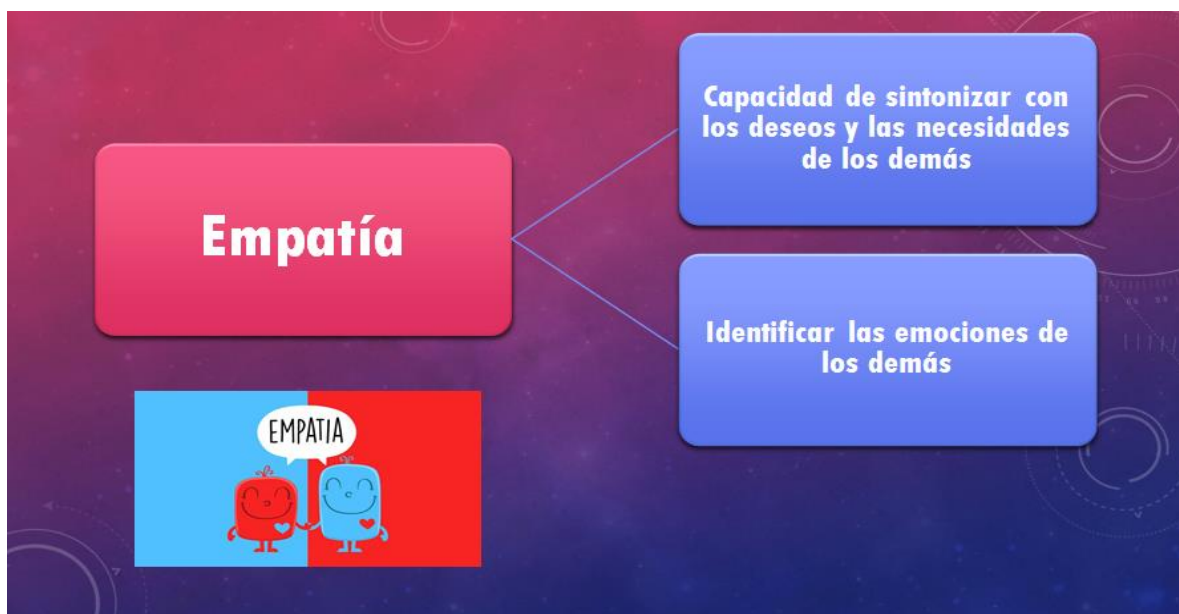 Empatía
Capacidad de sintonizar con
los deseos y las necesidades
de los demás
Identificar las emociones de
los demás
EMPATIA